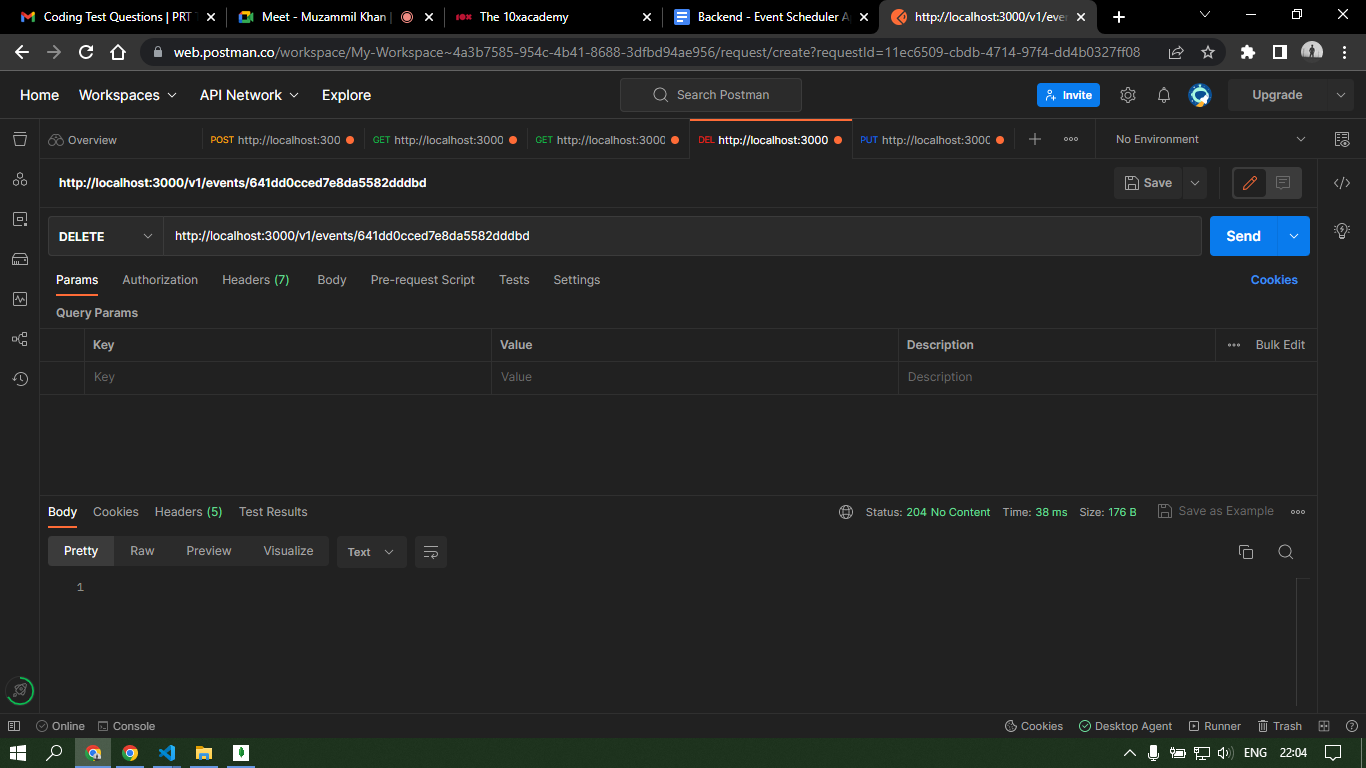 Coding Test Questions | PRT
Meet - Muzammil Khan |
The 10xacademy
Backend - Event Scheduler A
http://localhost:3000/v1/eve
web.postman.co/workspace/My-Workspace~4a3b7585-954c-4b41-8688-3dfbd94ae956/request/create?requestId=11ec6509-cbdb-4714-97f4-dd4b0327ff08
Home Workspaces API Network Explore Search Postman Invite Upgrade
Overview POST http://localhost:300 GET http://localhost:3000 GET http://localhost:3000 DEL http://localhost:3000 PUT http://localhost:300 No Environment
http://localhost:3000/v1/events/641dd0cced7e8da5582dddbd Save
DELETE http://localhost:3000/v1/events/641dd0cced7e8da5582dddbd Send
Params Authorization Headers (7) Body Pre-request Script Tests Settings Cookies
Query Params
Key Value Description Bulk Edit
Key Value Description
Body Cookies Headers (5) Test Results Status: 204 No Content Time: 38 ms Size: 176 B Save as Example
Pretty Raw Preview Visualize Text
1
Online Console Cookies Desktop Agent Runner Trash
ENG 22:04